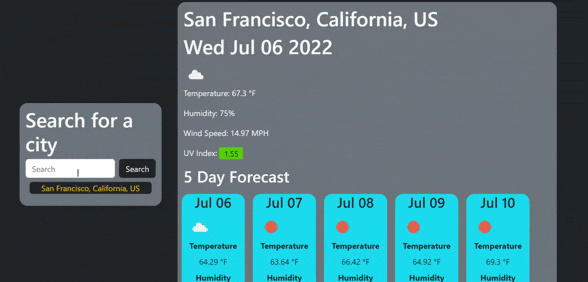 Search for a
city
Search
Search
San Francisco, California, US
San Francisco, California, US
Wed Jul 06 2022
Temperature: 67.3 °F
Humidity: 75%
Wind Speed: 14.97 MPH
UV Index: 1.55
5 Day Forecast
Jul 06 Jul 07 Jul 08 Jul 09 Jul 10
Temperature Temperature Temperature Temperature Temperature
64.29 °F 63.64 °F 66.42 °F 64.92 °F 69.3 °F
Humidity Humidity Humidity Humidity Humidity